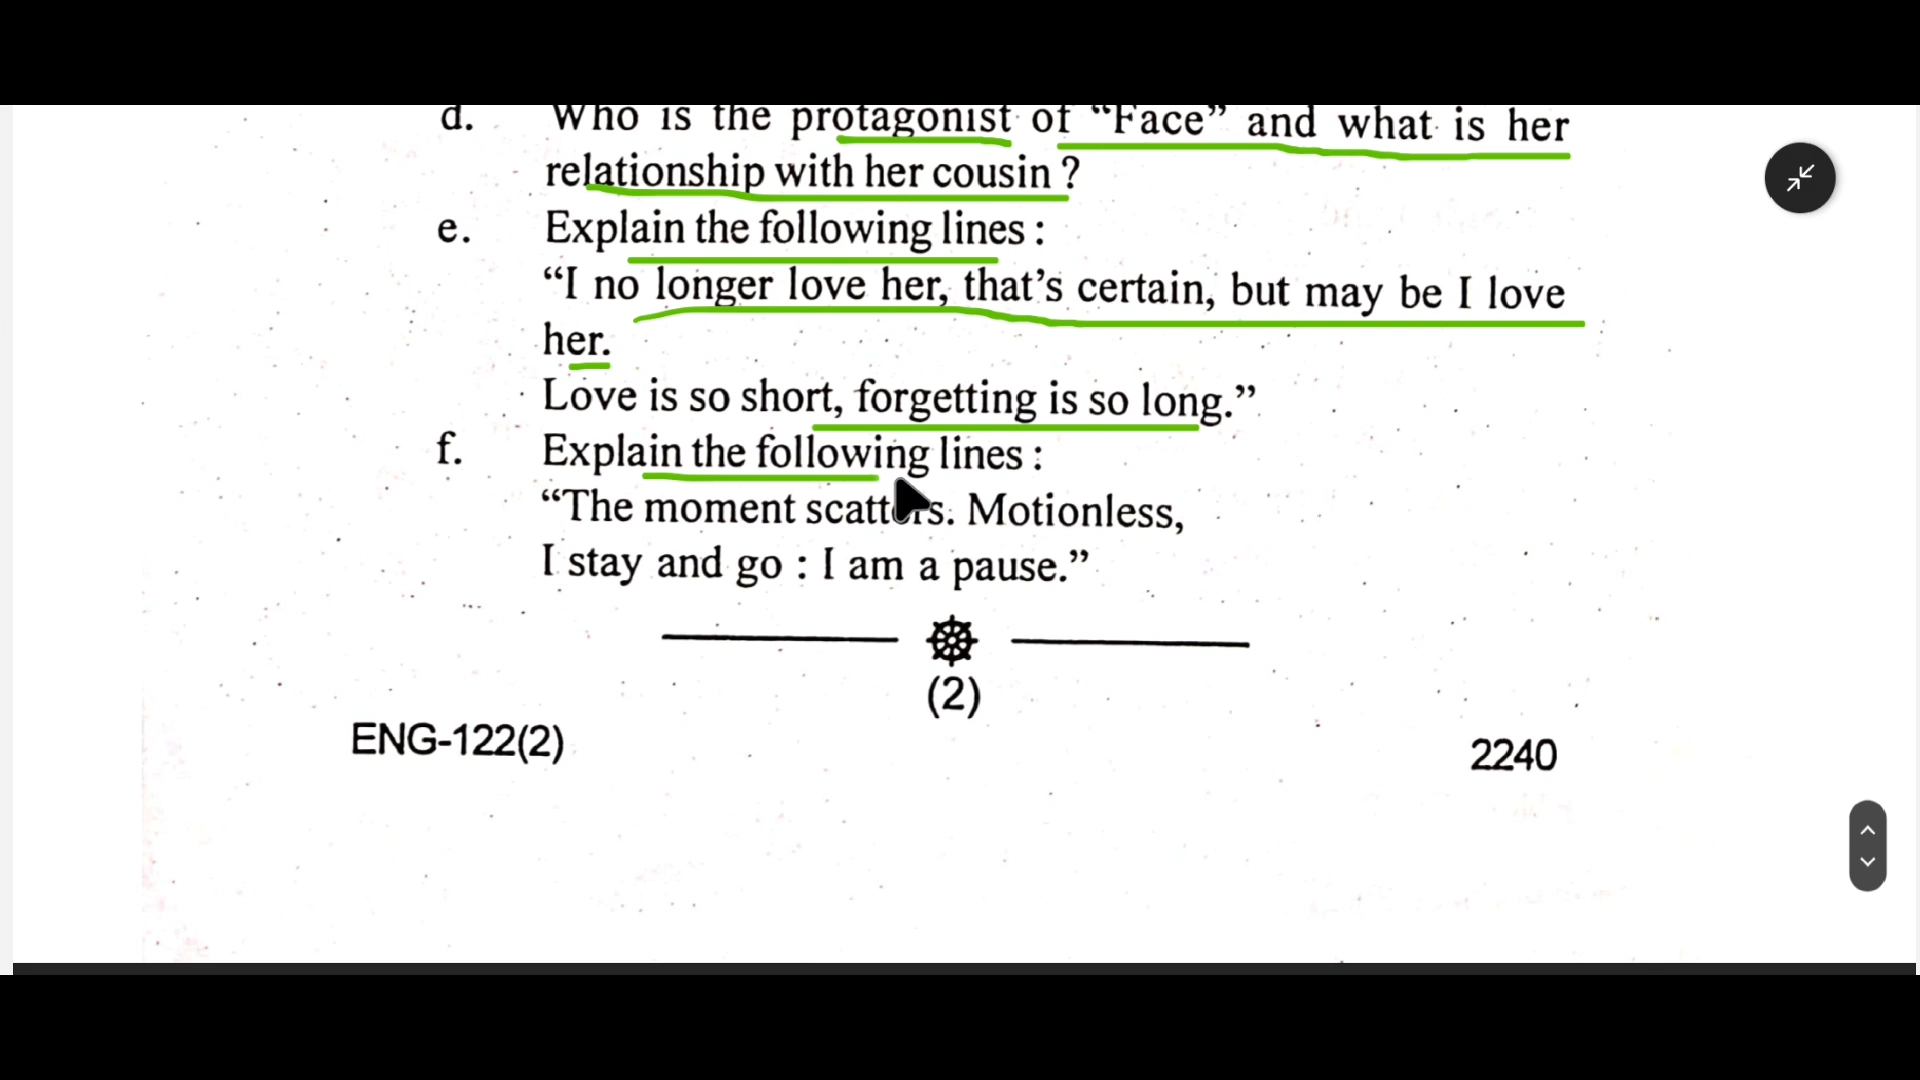 d. Who is the protagonist of “Face” and what is her
relationship with her cousin ?
e. Explain the following lines :
“I no longer love her, that’s certain, but may be I love
her.
Love is so short, forgetting is so long.”
f. Explain the following lines :
“The moment scatters. Motionless,
I stay and go : I am a pause.”
(2)
ENG-122(2) 2240